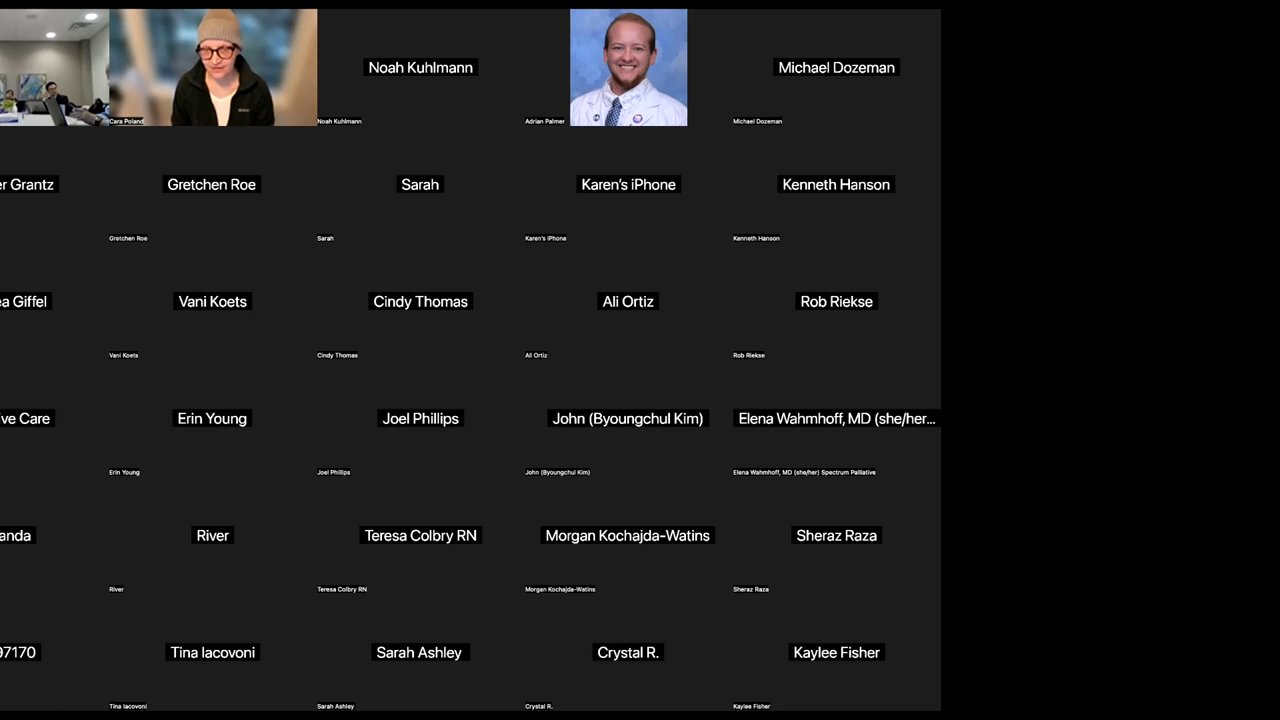 Noah Kuhlmann
Michael Dozeman
Cara Poland
Noah Kuhlmann
Adrian Palmer
Michael Dozeman
er Grantz
Gretchen Roe
Sarah
Karen's iPhone
Kenneth Hanson
Gretchen Roe
Sarah
Karen's iPhone
Kenneth Hanson
ea Giffel
Vani Koets
Cindy Thomas
Ali Ortiz
Rob Riekse
Vani Koets
Cindy Thomas
Ali Ortiz
Rob Riekse
ve Care
Erin Young
Joel Phillips
John (Byoungchul Kim)
Elena Wahmhoff, MD (she/her...
Erin Young
Joel Phillips
John (Byoungchul Kim)
Elena Wahmhoff, MD (she/her) Spectrum Palliative
anda
River
Teresa Colbry RN
Morgan Kochajda-Watins
Sheraz Raza
River
Teresa Colbry RN
Morgan Kochajda-Watins
Sheraz Raza
97170
Tina Iacovoni
Sarah Ashley
Crystal R.
Kaylee Fisher
Tina Iacovoni
Sarah Ashley
Crystal R.
Kaylee Fisher